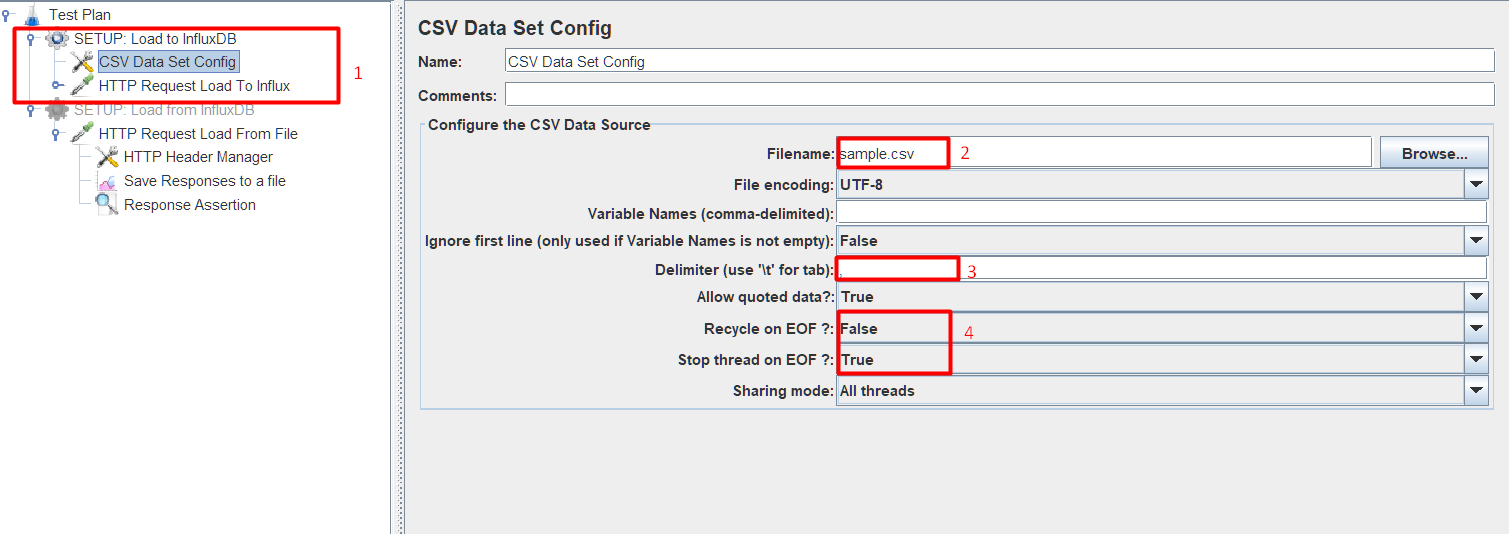 Test Plan
SETUP: Load to InfluxDB
CSV Data Set Config
HTTP Request Load To Influx
1
SETUP: Load from InfluxDB
HTTP Request Load From File
HTTP Header Manager
Save Responses to a file
Response Assertion
CSV Data Set Config
Name: CSV Data Set Config
Comments:
Configure the CSV Data Source
Filename: sample.csv 2 Browse...
File encoding: UTF-8
Variable Names (comma-delimited):
Ignore first line (only used if Variable Names is not empty): False
Delimiter (use '\t' for tab): , 3
Allow quoted data?: True
Recycle on EOF ?: False 4
Stop thread on EOF ?: True
Sharing mode: All threads